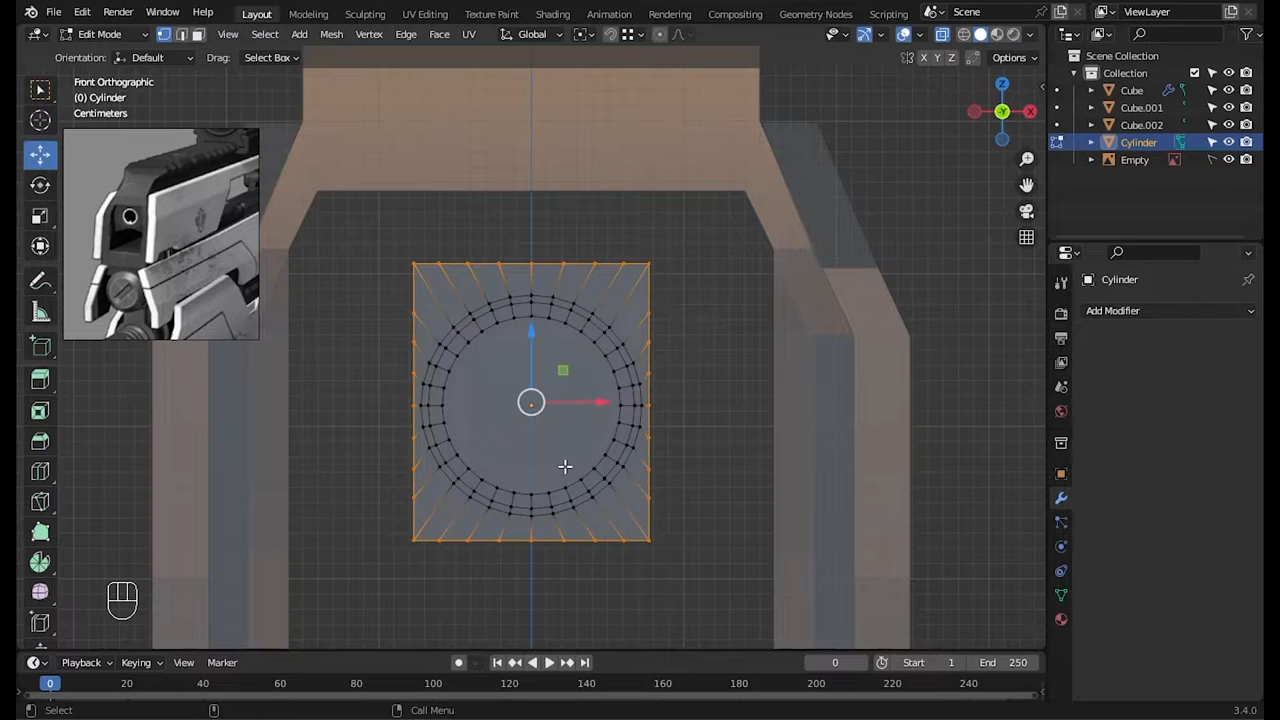 File Edit Render Window Help Layout Modeling Sculpting UV Editing Texture Paint Shading Animation Rendering Compositing Geometry Nodes Scripting Scene ViewLayer
Edit Mode View Select Add Mesh Vertex Edge Face UV Global
Orientation: Default Drag: Select Box X Y Z Options
Front Orthographic
(0) Cylinder
Centimeters
Scene Collection
Collection
Cube
Cube.001
Cube.002
Cylinder
Empty
Cylinder
Add Modifier
Playback Keying View Marker 0 Start 1 End 250
0 20 40 60 80 100 120 140 160 180 200 220 240
Select Call Menu 3.4.0